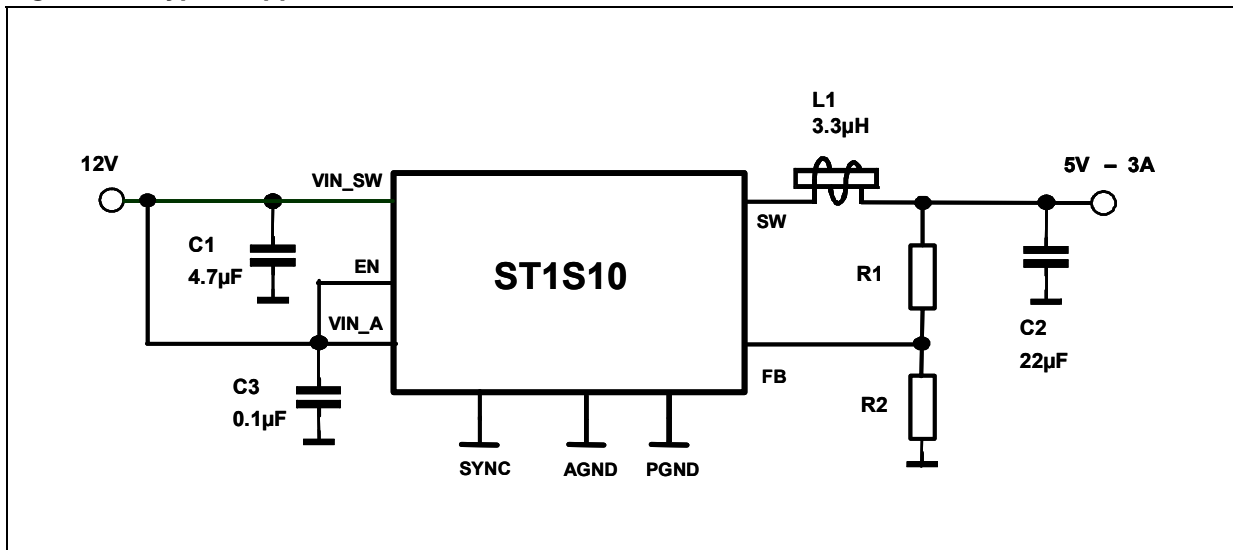 L1
3.3µH
12V
5V – 3A
VIN_SW
SW
C1
4.7µF
EN
ST1S10
R1
VIN_A
C2
22µF
FB
C3
0.1µF
R2
SYNC
AGND
PGND